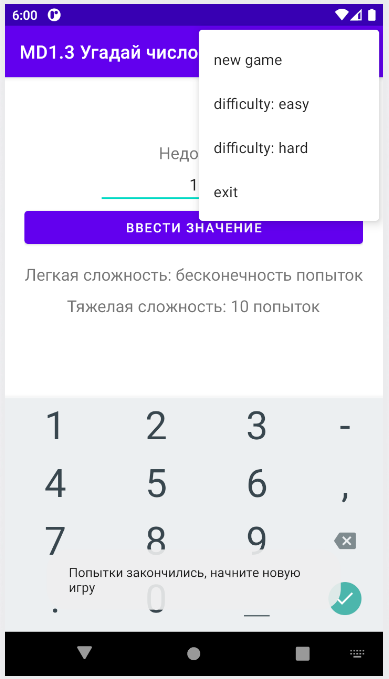 6:00
MD1.3 Угадай число
new game
difficulty: easy
difficulty: hard
exit
Недо
1
ВВЕСТИ ЗНАЧЕНИЕ
Легкая сложность: бесконечность попыток
Тяжелая сложность: 10 попыток
1 2 3 -
4 5 6 ,
7 8 9
. 0 _
Попытки закончились, начните новую
игру